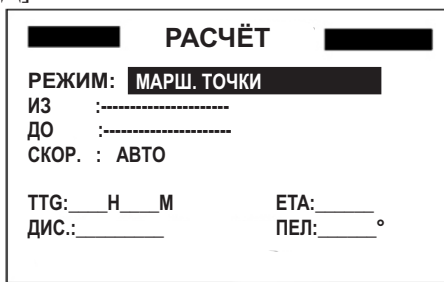 РАСЧЁТ
РЕЖИМ: МАРШ. ТОЧКИ
ИЗ :----------------------
ДО :----------------------
СКОР. : АВТО
TTG:____H____M ETA:______
ДИС.:_________ ПЕЛ:______°